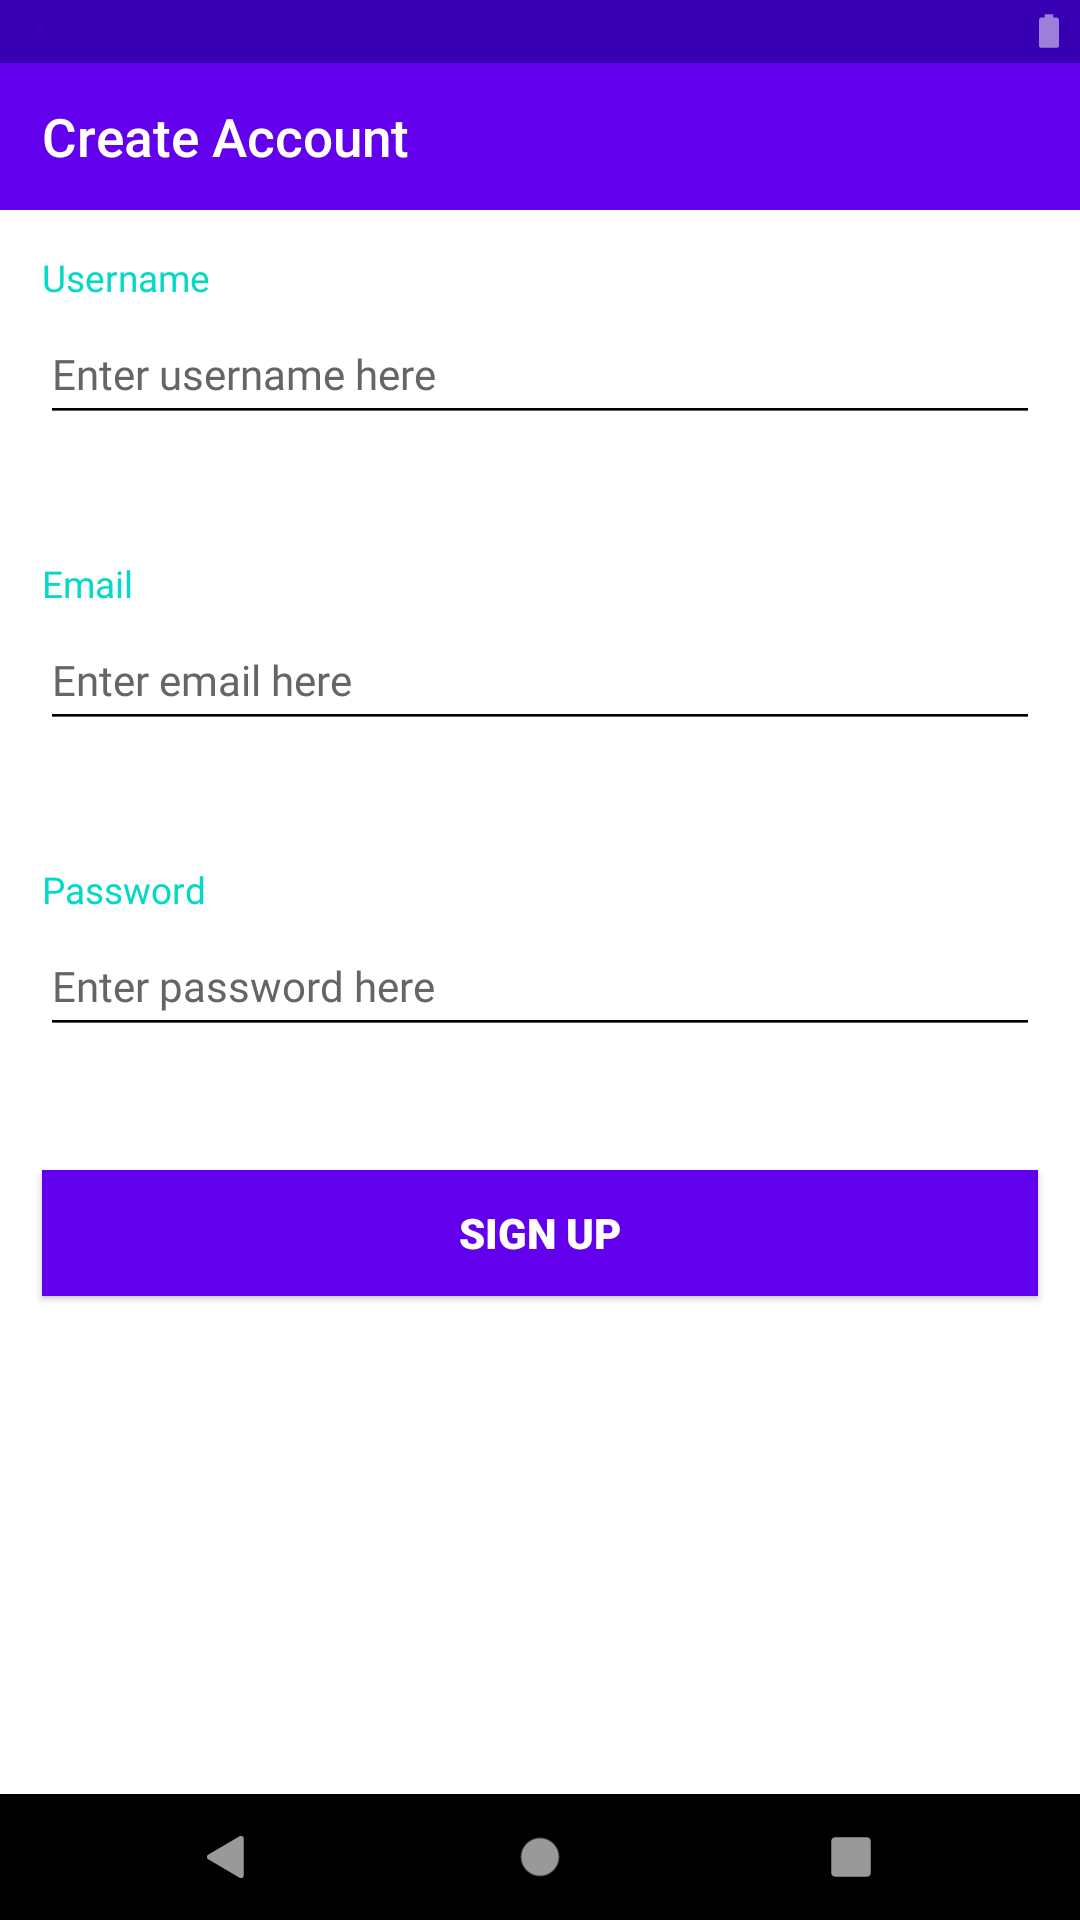 Create Account
Username
Enter username here
Email
Enter email here
Password
Enter password here
SIGN UP